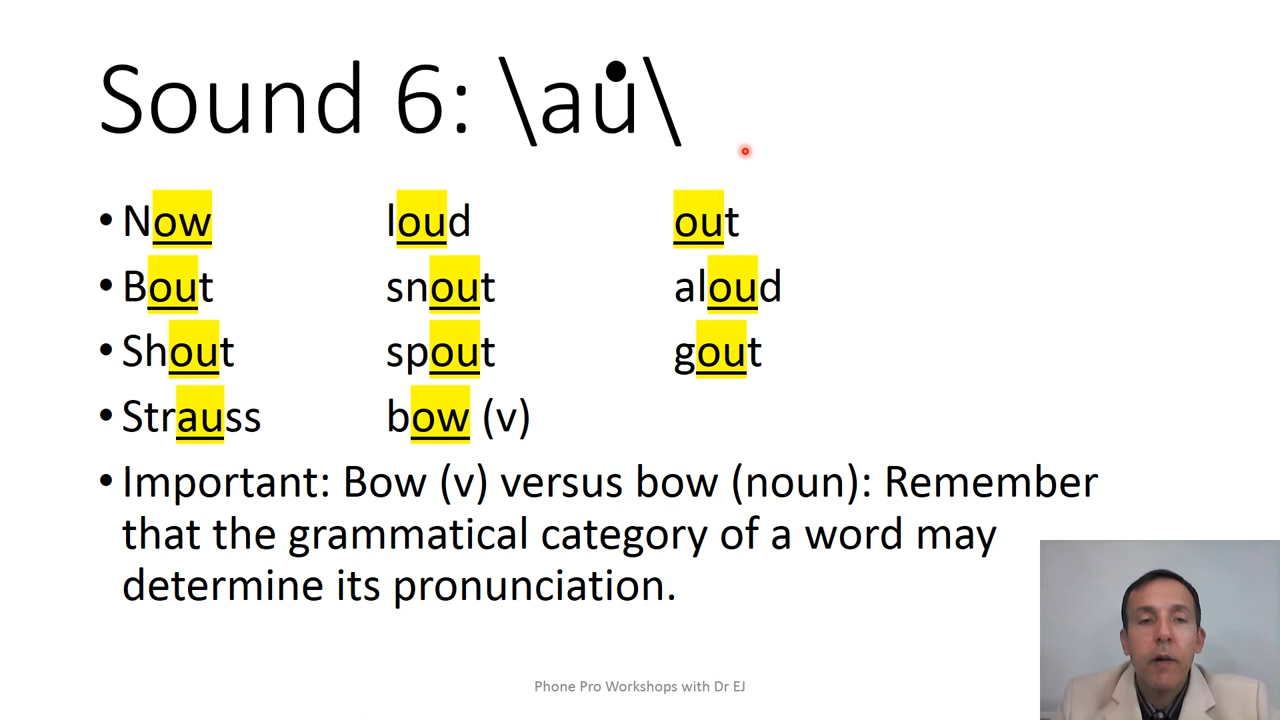 Sound 6: \au̇\
• Now loud out
• Bout snout aloud
• Shout spout gout
• Strauss bow (v)
• Important: Bow (v) versus bow (noun): Remember
that the grammatical category of a word may
determine its pronunciation.
Phone Pro Workshops with Dr EJ